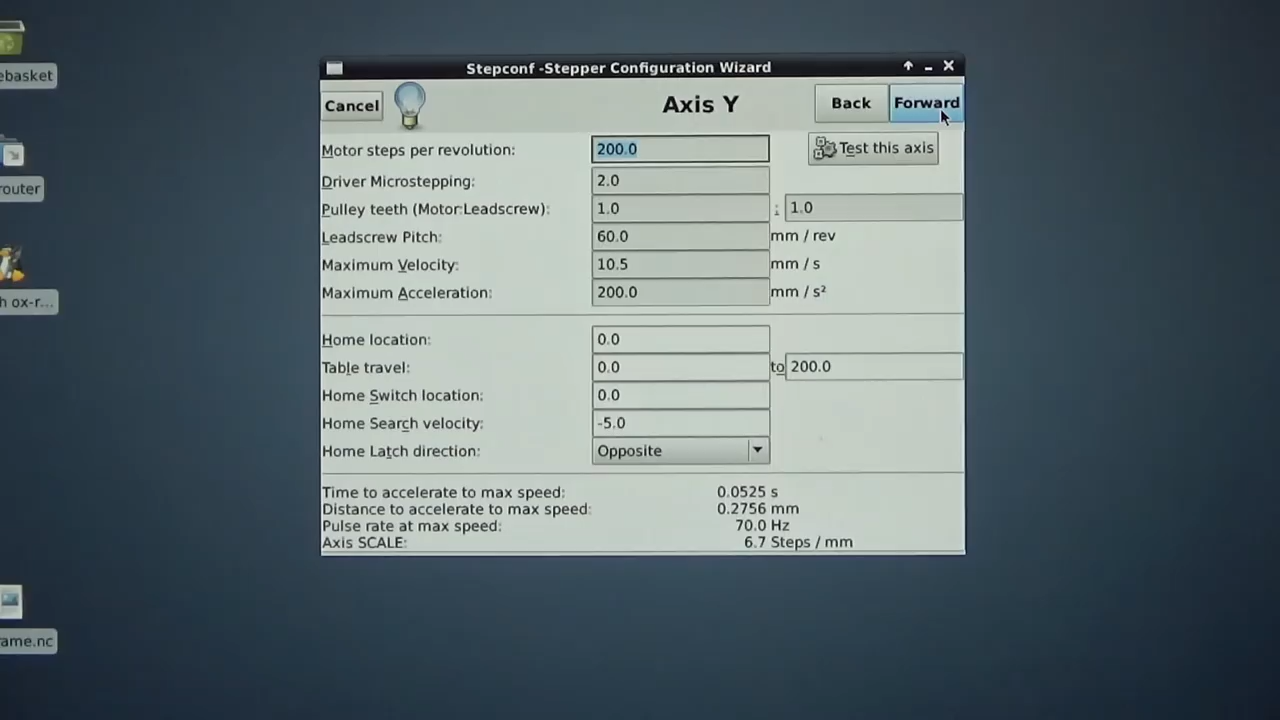 Stepconf -Stepper Configuration Wizard
Cancel
Axis Y
Back
Forward
Motor steps per revolution:
200.0
Test this axis
Driver Microstepping:
2.0
Pulley teeth (Motor:Leadscrew):
1.0
:
1.0
Leadscrew Pitch:
60.0
mm / rev
Maximum Velocity:
10.5
mm / s
Maximum Acceleration:
200.0
mm / s²
Home location:
0.0
Table travel:
0.0
to
200.0
Home Switch location:
0.0
Home Search velocity:
-5.0
Home Latch direction:
Opposite
Time to accelerate to max speed:
0.0525 s
Distance to accelerate to max speed:
0.2756 mm
Pulse rate at max speed:
70.0 Hz
Axis SCALE:
6.7 Steps / mm
ebasket
router
h ox-r...
ame.nc